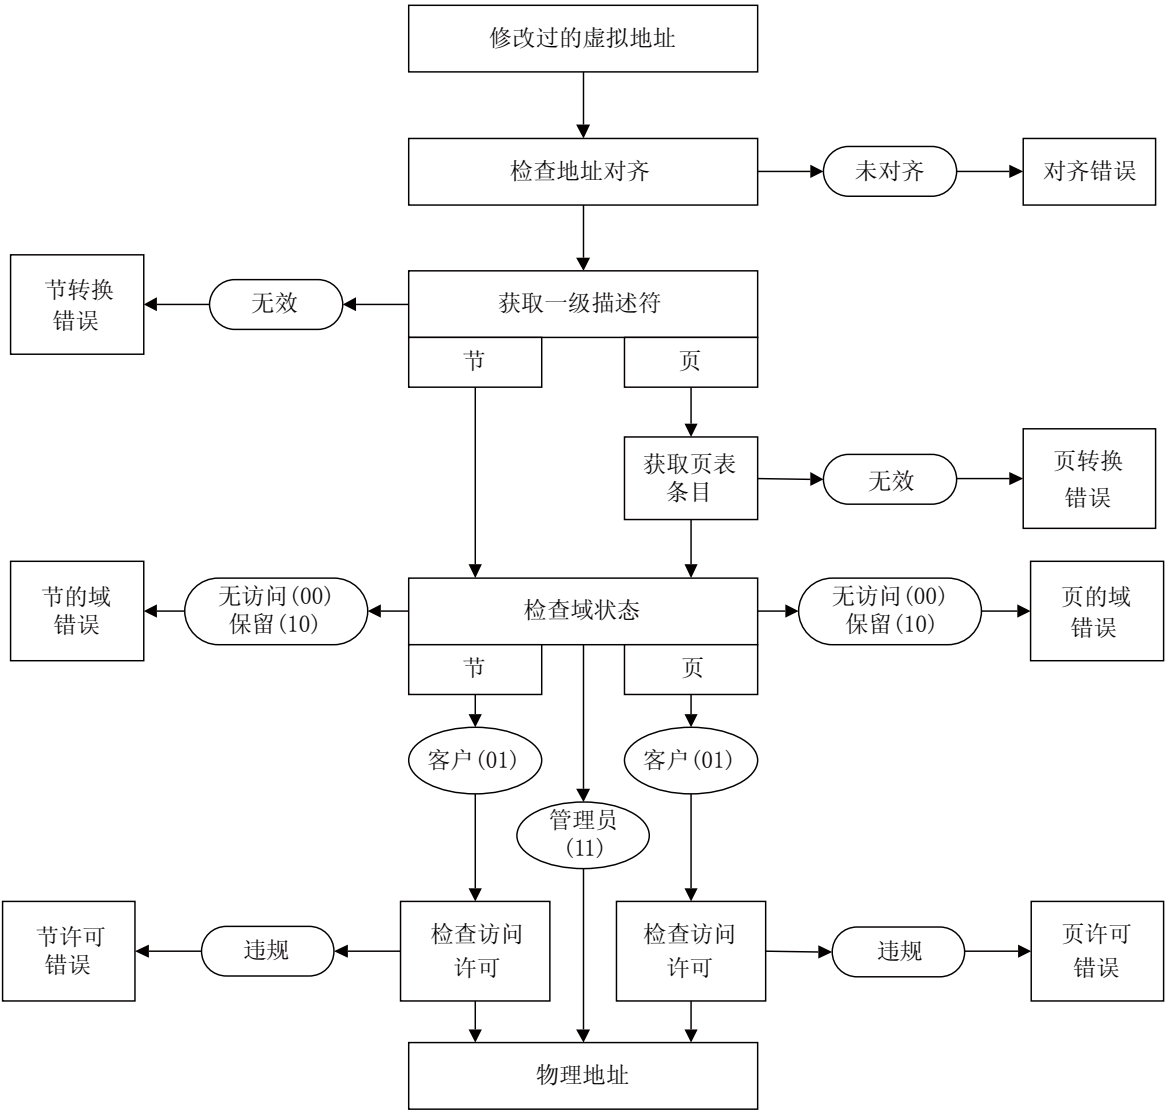 修改过的虚拟地址
检查地址对齐
未对齐
对齐错误
节转换
错误
无效
获取一级描述符
节
页
获取页表
条目
无效
页转换
错误
节的域
错误
无访问(00)
保留(10)
检查域状态
无访问(00)
保留(10)
页的域
错误
节
页
客户(01)
客户(01)
管理员
(11)
节许可
错误
违规
检查访问
许可
检查访问
许可
违规
页许可
错误
物理地址